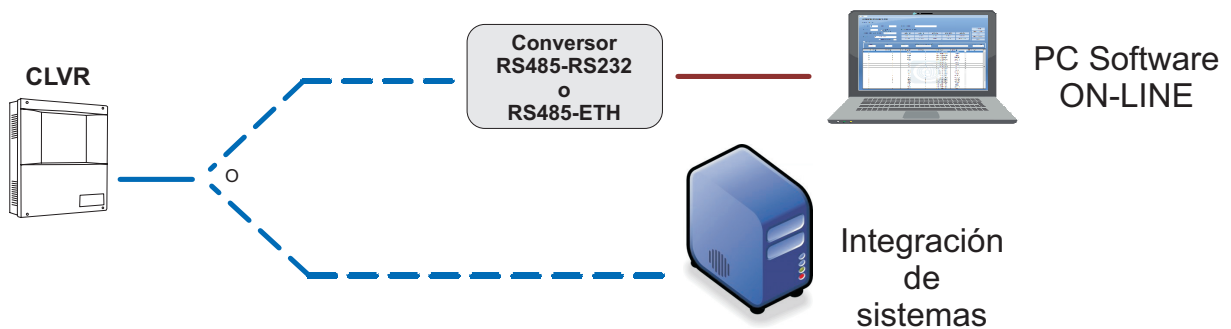 CLVR
Conversor
RS485-RS232
o
RS485-ETH
PC Software
ON-LINE
O
Integración
de
sistemas